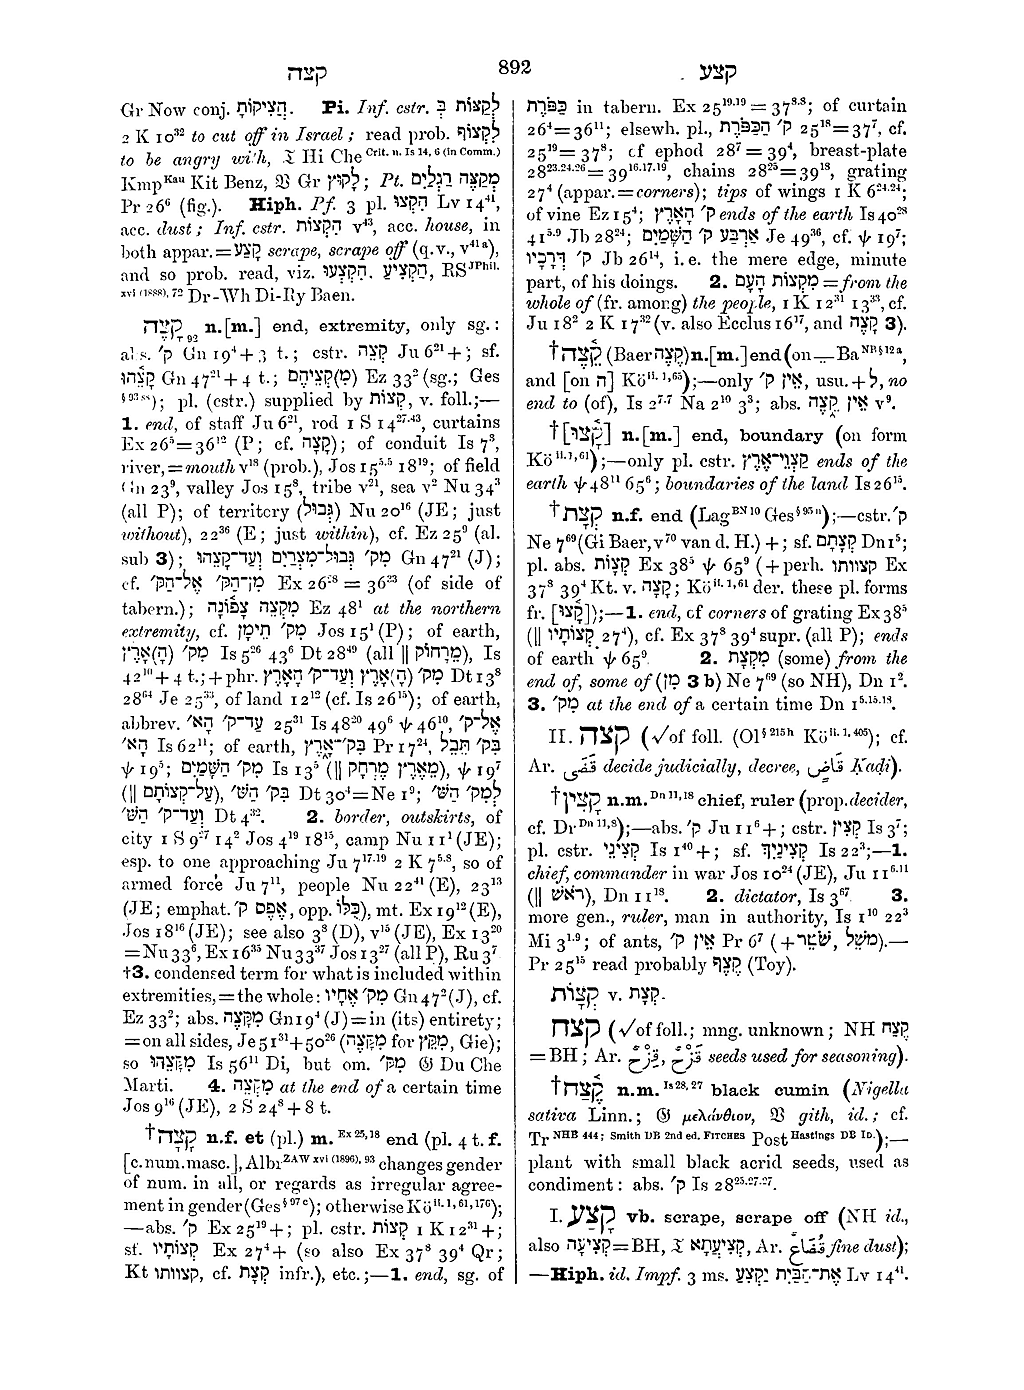 קצה
892
קצע
Gr Now conj. הֲצִיקוֹתָ. Pi. Inf. cstr. לְקַצּוֹת בְּ
2 K 10³² to cut off in Israel; read prob. לִקְצוֹף
to be angry with, 𝔗 Hi Che Crit. n. Is 14, 6 (in Comm.)
Kmp Kau Kit Benz, 𝔙 Gr לָקוּץ; Pt. מְקַצֶּה רַגְלַיִם
Pr 26⁶ (fig.). Hiph. Pf. 3 pl. הִקְצוּ Lv 14⁴¹,
acc. dust; Inf. cstr. הִקְצוֹת v⁴³, acc. house, in
both appar. = קצע scrape, scrape off (q.v., v⁴¹ᵃ),
and so prob. read, viz. הִקְצִיעַ, הִקְצִעוּ, RS JPhil.
xvi (1888), 72 Dr-Wh Di-Ry Baen.
קָצֶה T 92 n.[m.] end, extremity, only sg.:
abs. ק׳ Gn 19⁴ + 3 t.; cstr. קְצֵה Ju 6²¹ +; sf.
קָצֵהוּ Gn 47²¹ + 4 t.; (מִ)קְצֵיהֶם Ez 33² (sg.; Ges
§ 93 ss); pl. (cstr.) supplied by קְצוֹת, v. foll.;—
1. end, of staff Ju 6²¹, rod 1 S 14²⁷·⁴³, curtains
Ex 26⁵ = 36¹² (P; cf. קָצָה); of conduit Is 7³,
river, = mouth v¹⁸ (prob.), Jos 15⁵·⁵ 18¹⁹; of field
Gn 23⁹, valley Jos 15⁸, tribe v²¹, sea v² Nu 34³
(all P); of territory (גְּבוּל) Nu 20¹⁶ (JE; just
without), 22³⁶ (E; just within), cf. Ez 25⁹ (al.
sub 3); מִק׳ גְּבוּל־מִצְרַיִם וְעַד־קָצֵהוּ Gn 47²¹ (J);
cf. מִן־הַקּ׳ אֶל־הַקּ׳ Ex 26²⁸ = 36³³ (of side of
tabern.); מִקְצֵה צָפוֹנָה Ez 48¹ at the northern
extremity, cf. מִק׳ תֵּימָן Jos 15¹ (P); of earth,
מִק׳ (הָ)אָרֶץ Is 5²⁶ 43⁶ Dt 28⁴⁹ (all ‖ מֵרָחוֹק), Is
42¹⁰ + 4 t.; + phr. מִק׳ (הָ)אָרֶץ וְעַד־ק׳ הָאָרֶץ Dt 13⁸
28⁶⁴ Je 25³³, of land 12¹² (cf. Is 26¹⁵); of earth,
abbrev. עַד־ק׳ הָא׳ 25³¹ Is 48²⁰ 49⁶ ψ 46¹⁰, אֶל־ק׳
הָא׳ Is 62¹¹; of earth, בִּק׳־אָרֶץ Pr 17²⁴, בִּק׳ תֵבֵל
ψ 19⁵; מִק׳ הַשָּׁמַיִם Is 13⁵ (‖ מֵאֶרֶץ מֶרְחָק), ψ 19⁷
(‖ עַל־קְצוֹתָם), בִּק׳ הַשּׁ׳ Dt 30⁴ = Ne 1⁹; לְמִק׳ הַשּׁ׳
וְעַד־ק׳ הַשּׁ׳ Dt 4³². 2. border, outskirts, of
city 1 S 9²⁷ 14² Jos 4¹⁹ 18¹⁵, camp Nu 11¹ (JE);
esp. to one approaching Ju 7¹⁷·¹⁹ 2 K 7⁵·⁸, so of
armed force Ju 7¹¹, people Nu 22⁴¹ (E), 23¹³
(JE; emphat. אֶפֶס ק׳, opp. כֻּלּוֹ), mt. Ex 19¹² (E),
Jos 18¹⁶ (JE); see also 3⁸ (D), v¹⁵ (JE), Ex 13²⁰
= Nu 33⁶, Ex 16³⁵ Nu 33³⁷ Jos 13²⁷ (all P), Ru 3⁷.
†3. condensed term for what is included within
extremities, = the whole: מִק׳ אֶחָיו Gn 47² (J), cf.
Ez 33²; abs. מִקָּצֶה Gn 19⁴ (J) = in (its) entirety;
= on all sides, Je 51³¹ + 50²⁶ (מִקָּצֶה for מִקֵּץ, Gie);
so מִקָּצֵהוּ Is 56¹¹ Di, but om. מִק׳ 𝔊 Du Che
Marti. 4. מִקְצֵה at the end of a certain time
Jos 9¹⁶ (JE), 2 S 24⁸ + 8 t.
†קָצָה n.f. et (pl.) m. Ex 25, 18 end (pl. 4 t. f.
[c. num. masc.], Albr ZAW xvi (1896), 93 changes gender
of num. in all, or regards as irregular agree-
ment in gender (Ges § 97 c); otherwise Kö ii. 1, 61, 176);
—abs. ק׳ Ex 25¹⁹ +; pl. cstr. קְצוֹת 1 K 12³¹ +;
sf. קְצוֹתָיו Ex 27⁴ + (so also Ex 37⁸ 39⁴ Qr;
Kt קצוותו, cf. קְצָת infr.), etc.;—1. end, sg. of
כַּפֹּרֶת in tabern. Ex 25¹⁹·¹⁹ = 37⁸·⁸; of curtain
26⁴ = 36¹¹; elsewh. pl., ק׳ הַכַּפֹּרֶת 25¹⁸ = 37⁷, cf.
25¹⁹ = 37⁸; cf ephod 28⁷ = 39⁴, breast-plate
28²³·²⁴·²⁶ = 39¹⁶·¹⁷·¹⁹, chains 28²⁵ = 39¹⁸, grating
27⁴ (appar. = corners); tips of wings 1 K 6²⁴·²⁴;
of vine Ez 15⁴; ק׳ הָאָרֶץ ends of the earth Is 40²⁸
41⁵·⁹ Jb 28²⁴; אַרְבַּע ק׳ הַשָּׁמַיִם Je 49³⁶, cf. ψ 19⁷;
ק׳ דְּרָכָיו Jb 26¹⁴, i.e. the mere edge, minute
part, of his doings. 2. מִקְצוֹת הָעָם = from the
whole of (fr. among) the people, 1 K 12³¹ 13³³, cf.
Ju 18² 2 K 17³² (v. also Ecclus 16¹⁷, and קָצֶה 3).
†קֵצֶה (Baer קֵצֶה) n.[m.] end (on — Ba NB § 12 a,
and [on ה] Kö ii. 1, 65);—only אֵין ק׳, usu. + לְ, no
end to (of), Is 2⁷·⁷ Na 2¹⁰ 3³; abs. אֵין קֵצֶה v⁹.
†[קָצוּ] n.[m.] end, boundary (on form
Kö ii. 1, 61);—only pl. cstr. קַצְוֵי־אֶרֶץ ends of the
earth ψ 48¹¹ 65⁶; boundaries of the land Is 26¹⁵.
†קְצָת n.f. end (Lag BN 10 Ges § 95 n);—cstr. ק׳
Ne 7⁶⁹ (Gi Baer, v⁷⁰ van d. H.) +; sf. קְצָתָם Dn 1⁵;
pl. abs. קְצָוֹת Ex 38⁵ ψ 65⁹ (+ perh. קצוותו Ex
37⁸ 39⁴ Kt. v. קָצָה; Kö ii. 1, 61 der. these pl. forms
fr. [קָצוּ]);—1. end, cf corners of grating Ex 38⁵
(‖ קְצוֹתָיו 27⁴), cf. Ex 37⁸ 39⁴ supr. (all P); ends
of earth ψ 65⁹. 2. מִקְצָת (some) from the
end of, some of (מִן 3 b) Ne 7⁶⁹ (so NH), Dn 1².
3. מִק׳ at the end of a certain time Dn 1⁵·¹⁵·¹⁸.
II. קצה (√of foll. (Ol § 215 h Kö ii. 1, 405); cf.
Ar. قَضَى decide judicially, decree, قَاضٍ Ḳaḍi).
†קָצִין n.m. Dn 11, 18 chief, ruler (prop. decider,
cf. Dr Dn 11, 8);—abs. ק׳ Ju 11⁶ +; cstr. קְצִין Is 3⁷;
pl. cstr. קְצִינֵי Is 1¹⁰ +; sf. קְצִינַיִךְ Is 22³;—1.
chief, commander in war Jos 10²⁴ (JE), Ju 11⁶·¹¹
(‖ רֹאשׁ), Dn 11¹⁸. 2. dictator, Is 3⁶·⁷. 3.
more gen., ruler, man in authority, Is 1¹⁰ 22³
Mi 3¹·⁹; of ants, אֵין ק׳ Pr 6⁷ (+ שֹׁטֵר, מֹשֵׁל).—
Pr 25¹⁵ read probably קֶצֶף (Toy).
קְצָוֹת v. קְצָת.
קצח (√of foll.; mng. unknown; NH קֶצַח
= BH; Ar. قَزْح, قِزْح seeds used for seasoning).
†קֶצַח n.m. Is 28, 27 black cumin (Nigella
sativa Linn.; 𝔊 μελάνθιον, 𝔙 gith, id.; cf.
Tr NHB 444; Smith DB 2nd ed. FITCHES Post Hastings DB ID.);—
plant with small black acrid seeds, used as
condiment: abs. ק׳ Is 28²⁵·²⁷·²⁷.
I. קָצַע vb. scrape, scrape off (NH id.,
also קְצִיעָה = BH, 𝔗 קְצִיעֲתָא, Ar. قُضَاعٌ fine dust);
—Hiph. id. Impf. 3 ms. אֶת־הַבַּיִת יַקְצִעַ Lv 14⁴¹.